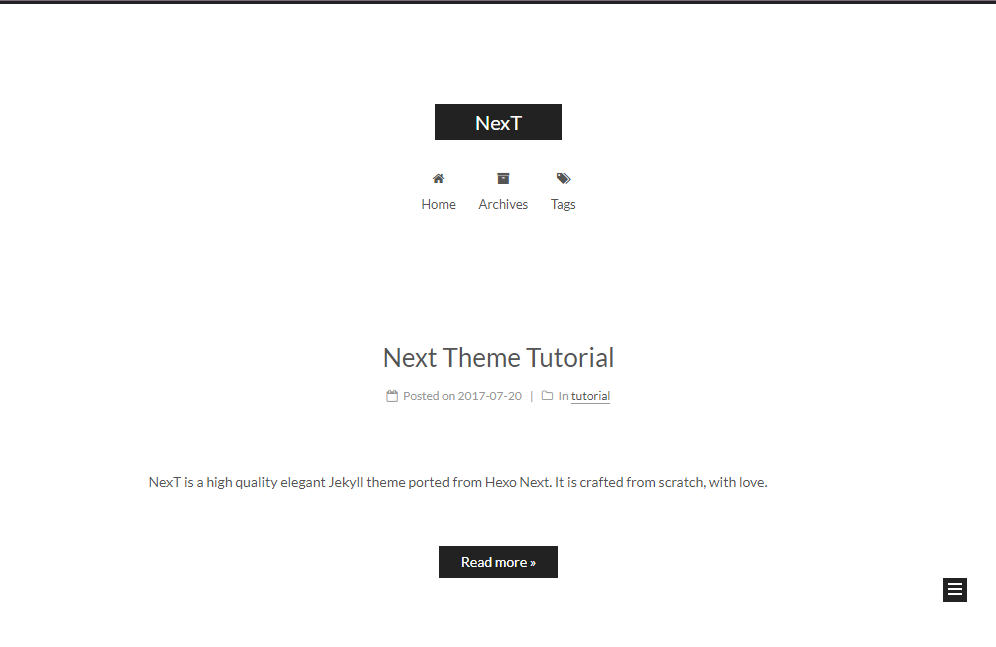 NexT
Home Archives Tags
Next Theme Tutorial
Posted on 2017-07-20 | In tutorial
NexT is a high quality elegant Jekyll theme ported from Hexo Next. It is crafted from scratch, with love.
Read more »